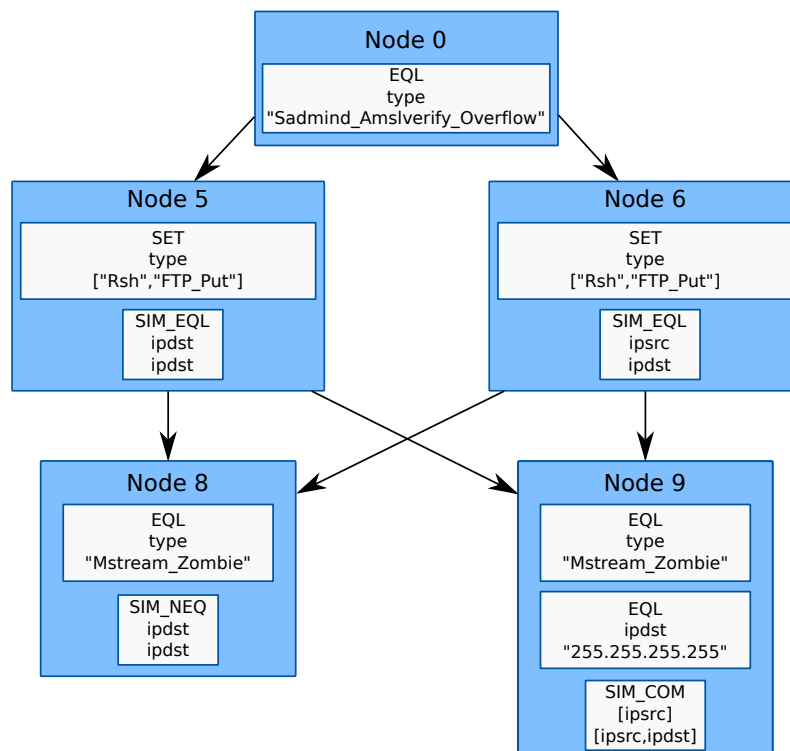 Node 0
EQL
type
"Sadmind_Amslverify_Overflow"
Node 5
SET
type
["Rsh","FTP_Put"]
SIM_EQL
ipdst
ipdst
Node 6
SET
type
["Rsh","FTP_Put"]
SIM_EQL
ipsrc
ipdst
Node 8
EQL
type
"Mstream_Zombie"
SIM_NEQ
ipdst
ipdst
Node 9
EQL
type
"Mstream_Zombie"
EQL
ipdst
"255.255.255.255"
SIM_COM
[ipsrc]
[ipsrc,ipdst]